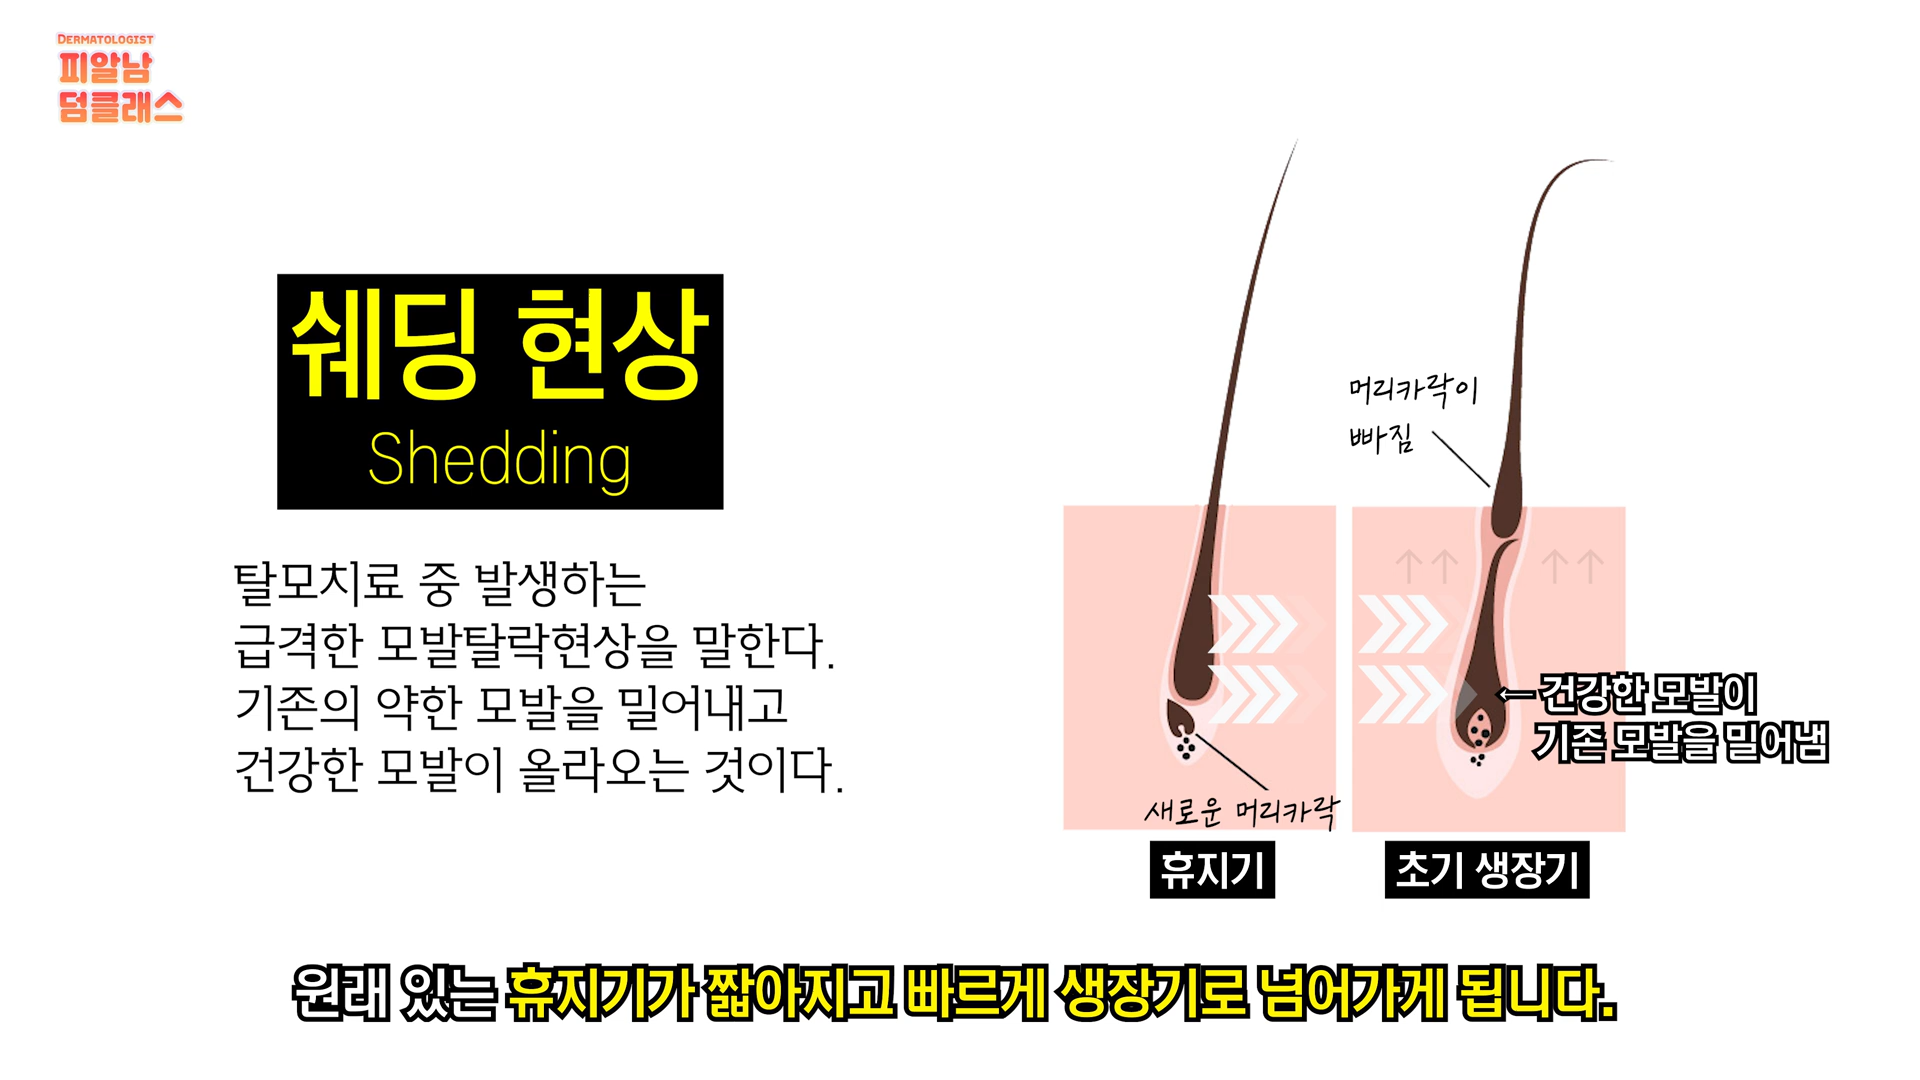 DERMATOLOGIST
피알남
덤클래스
쉐딩 현상
Shedding
탈모치료 중 발생하는
급격한 모발탈락현상을 말한다.
기존의 약한 모발을 밀어내고
건강한 모발이 올라오는 것이다.
머리카락이
빠짐
←건강한 모발이
기존 모발을 밀어냄
새로운 머리카락
휴지기
초기 생장기
원래 있는 휴지기가 짧아지고 빠르게 생장기로 넘어가게 됩니다.